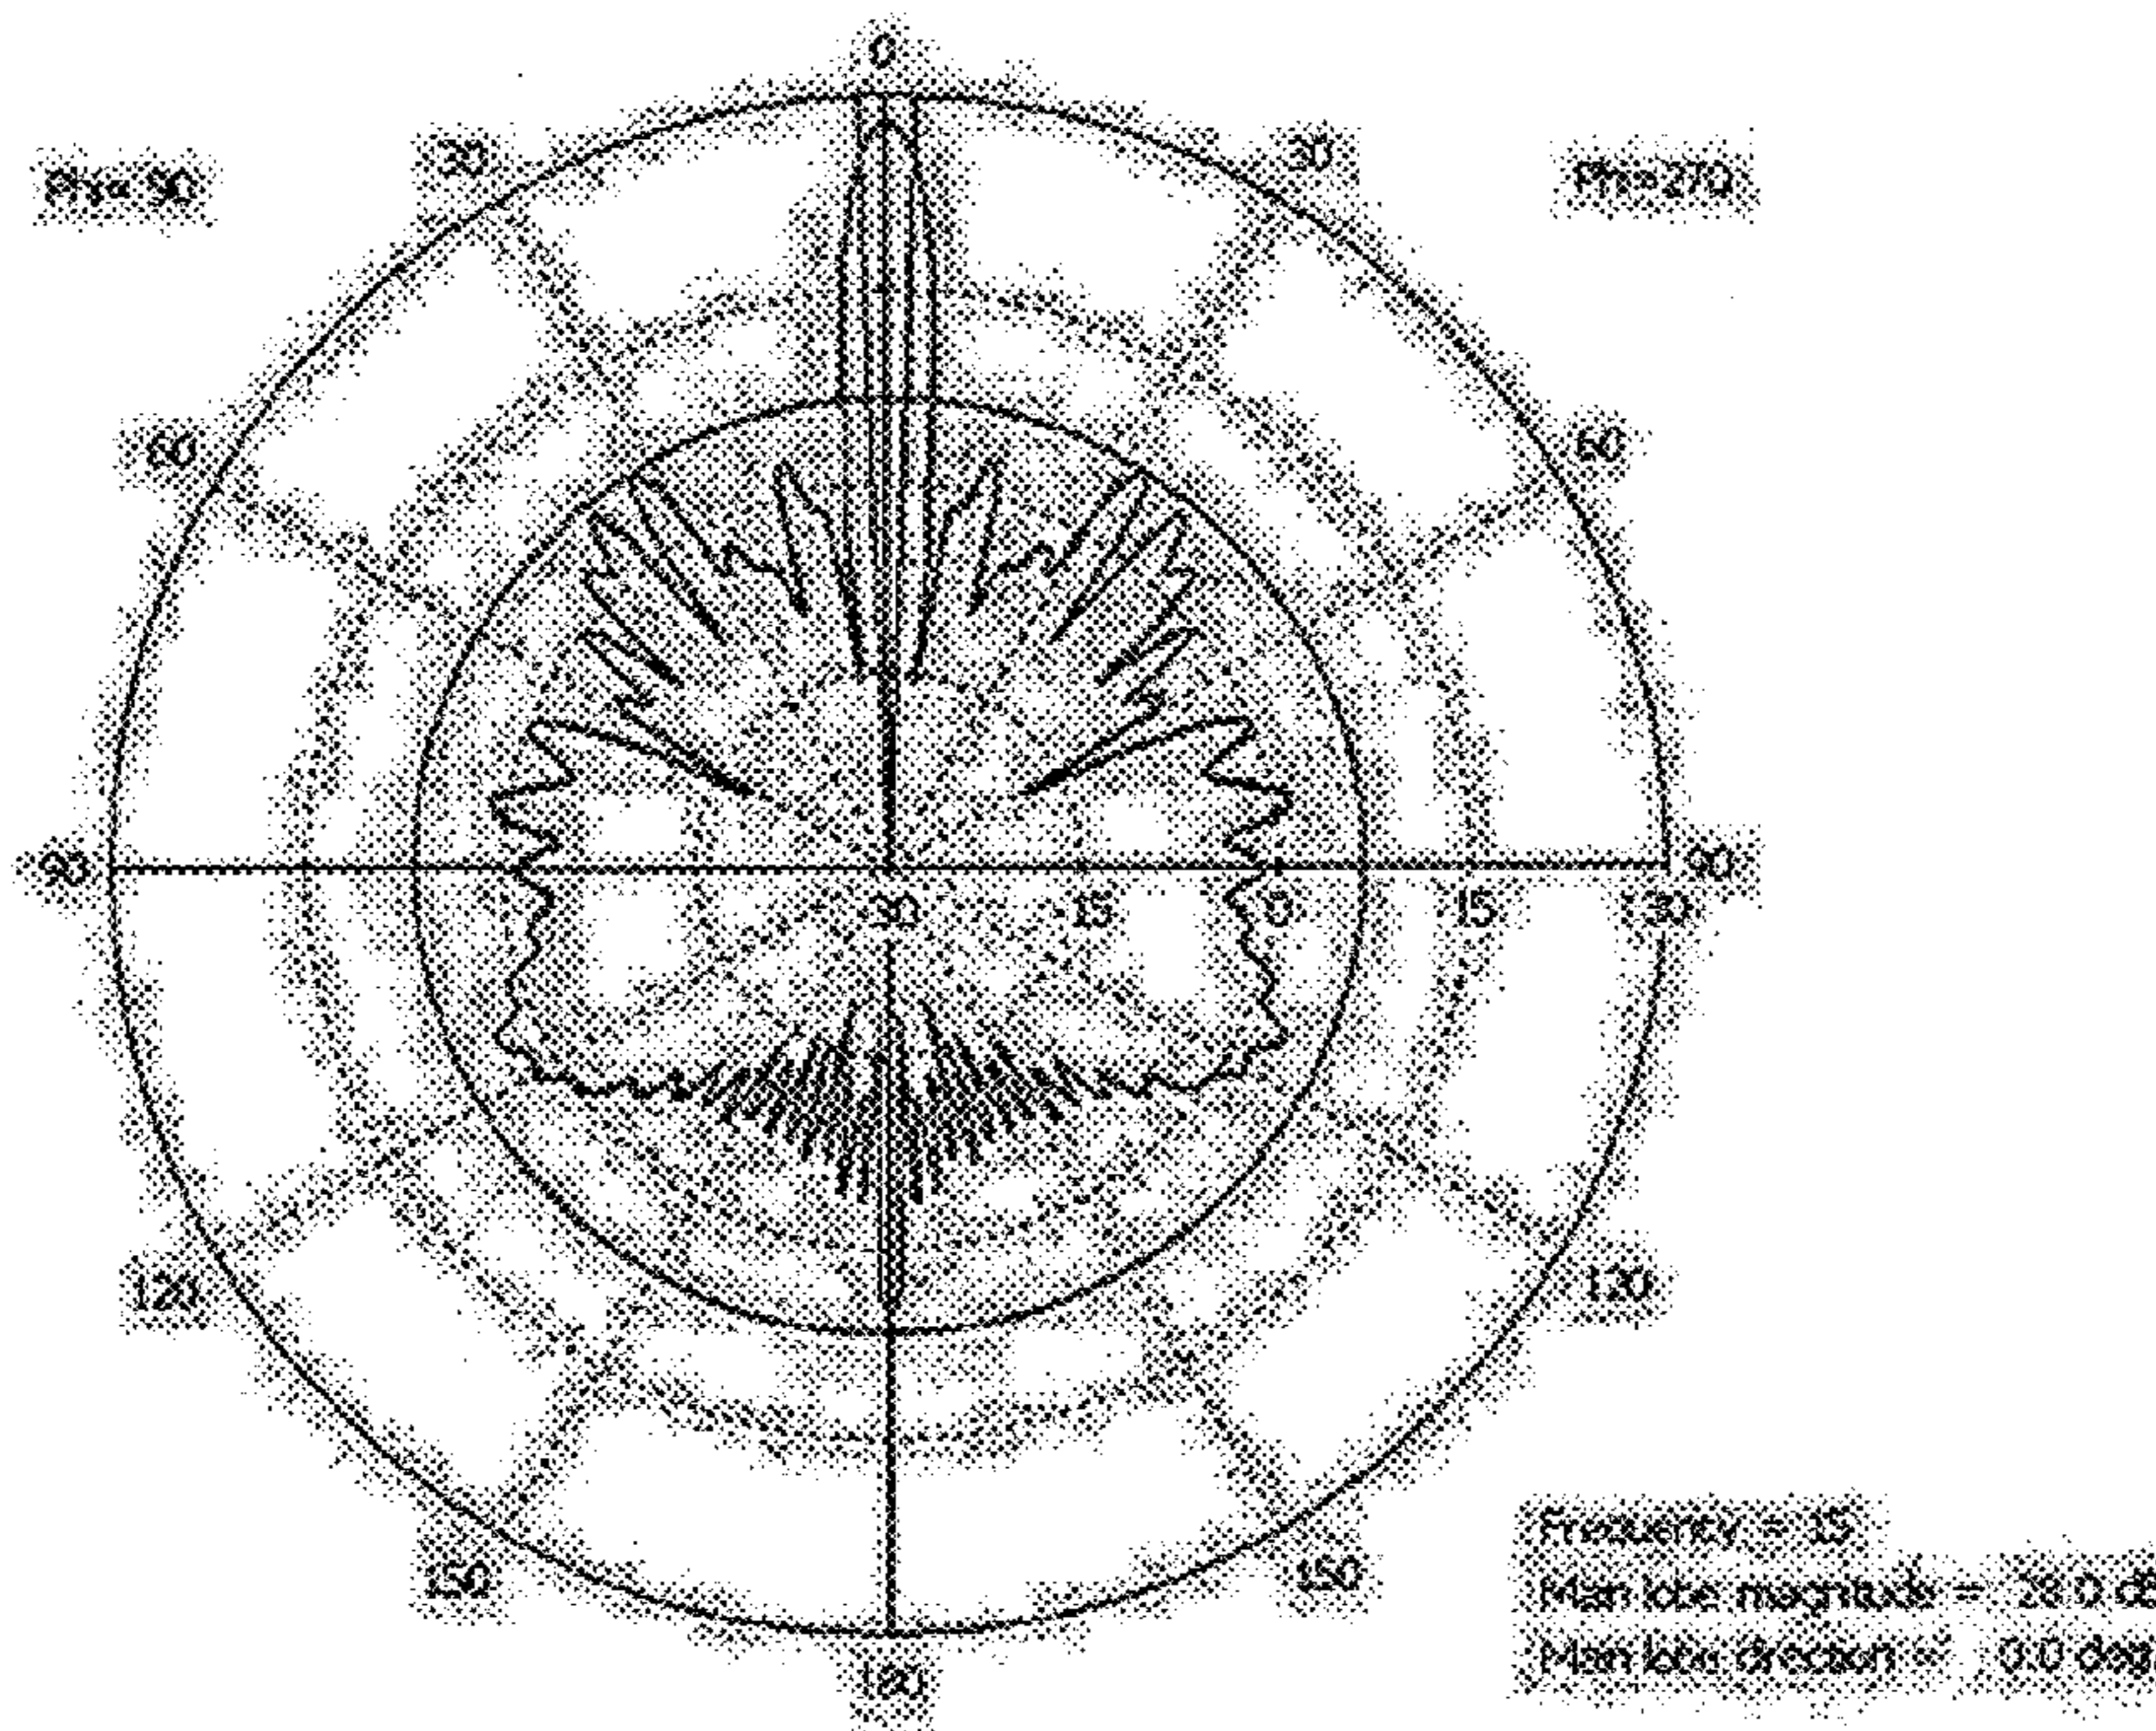 0
30 30
Phi= 90 Phi=270
60 60
90 90
30 15 0 15 30
120 120
150 150
180
Frequency = 15
Main lobe magnitude = 28.0 dB
Main lobe direction = 0.0 deg.